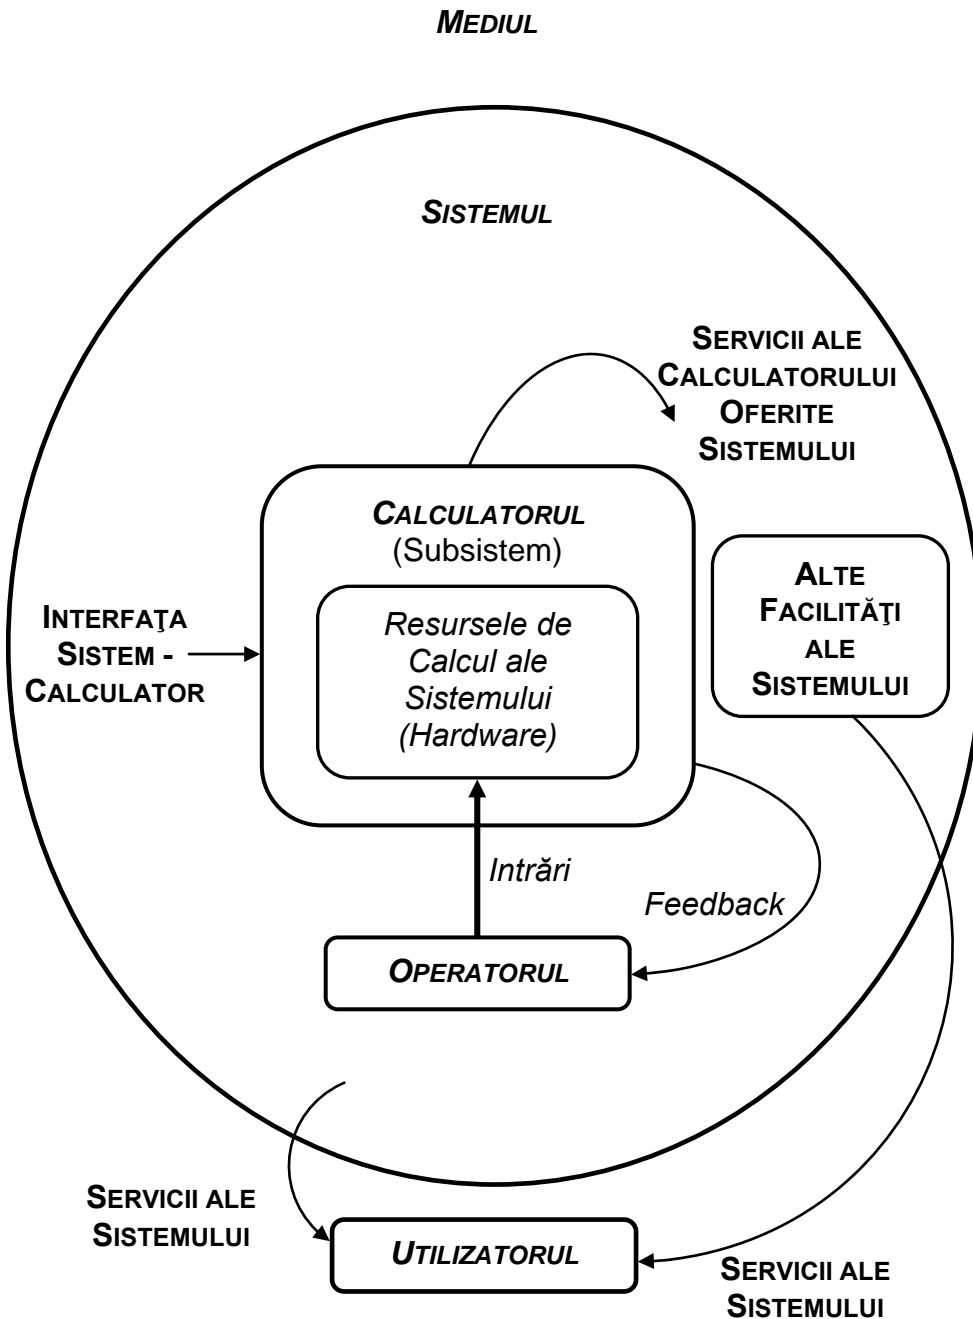 MEDIUL
SISTEMUL
SERVICII ALE
CALCULATORULUI
OFERITE
SISTEMULUI
CALCULATORUL
(Subsistem)
Resursele de
Calcul ale
Sistemului
(Hardware)
INTERFAŢA
SISTEM -
CALCULATOR
ALTE
FACILITĂŢI
ALE
SISTEMULUI
Intrări
Feedback
OPERATORUL
SERVICII ALE
SISTEMULUI
UTILIZATORUL
SERVICII ALE
SISTEMULUI